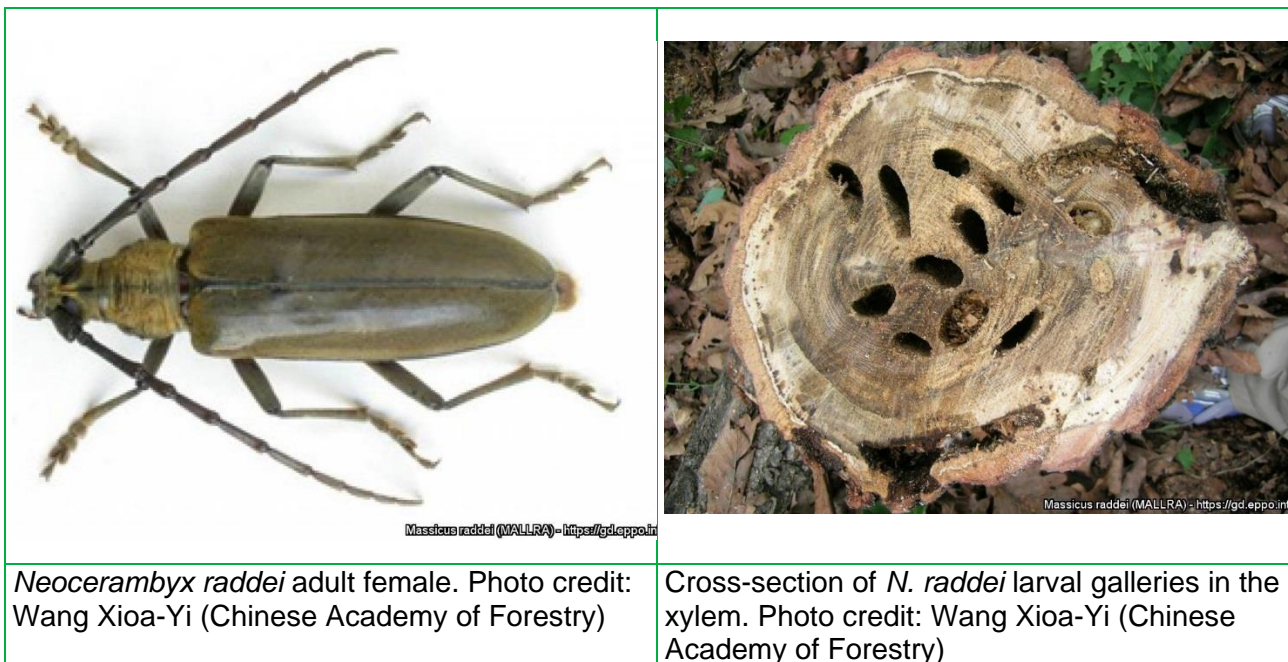 Massicus raddei (MALLRA) - https://gd.eppo.int
Massicus raddei (MALLRA) - https://gd.eppo.int
Neocerambyx raddei adult female. Photo credit:
Wang Xioa-Yi (Chinese Academy of Forestry)
Cross-section of N. raddei larval galleries in the
xylem. Photo credit: Wang Xioa-Yi (Chinese
Academy of Forestry)